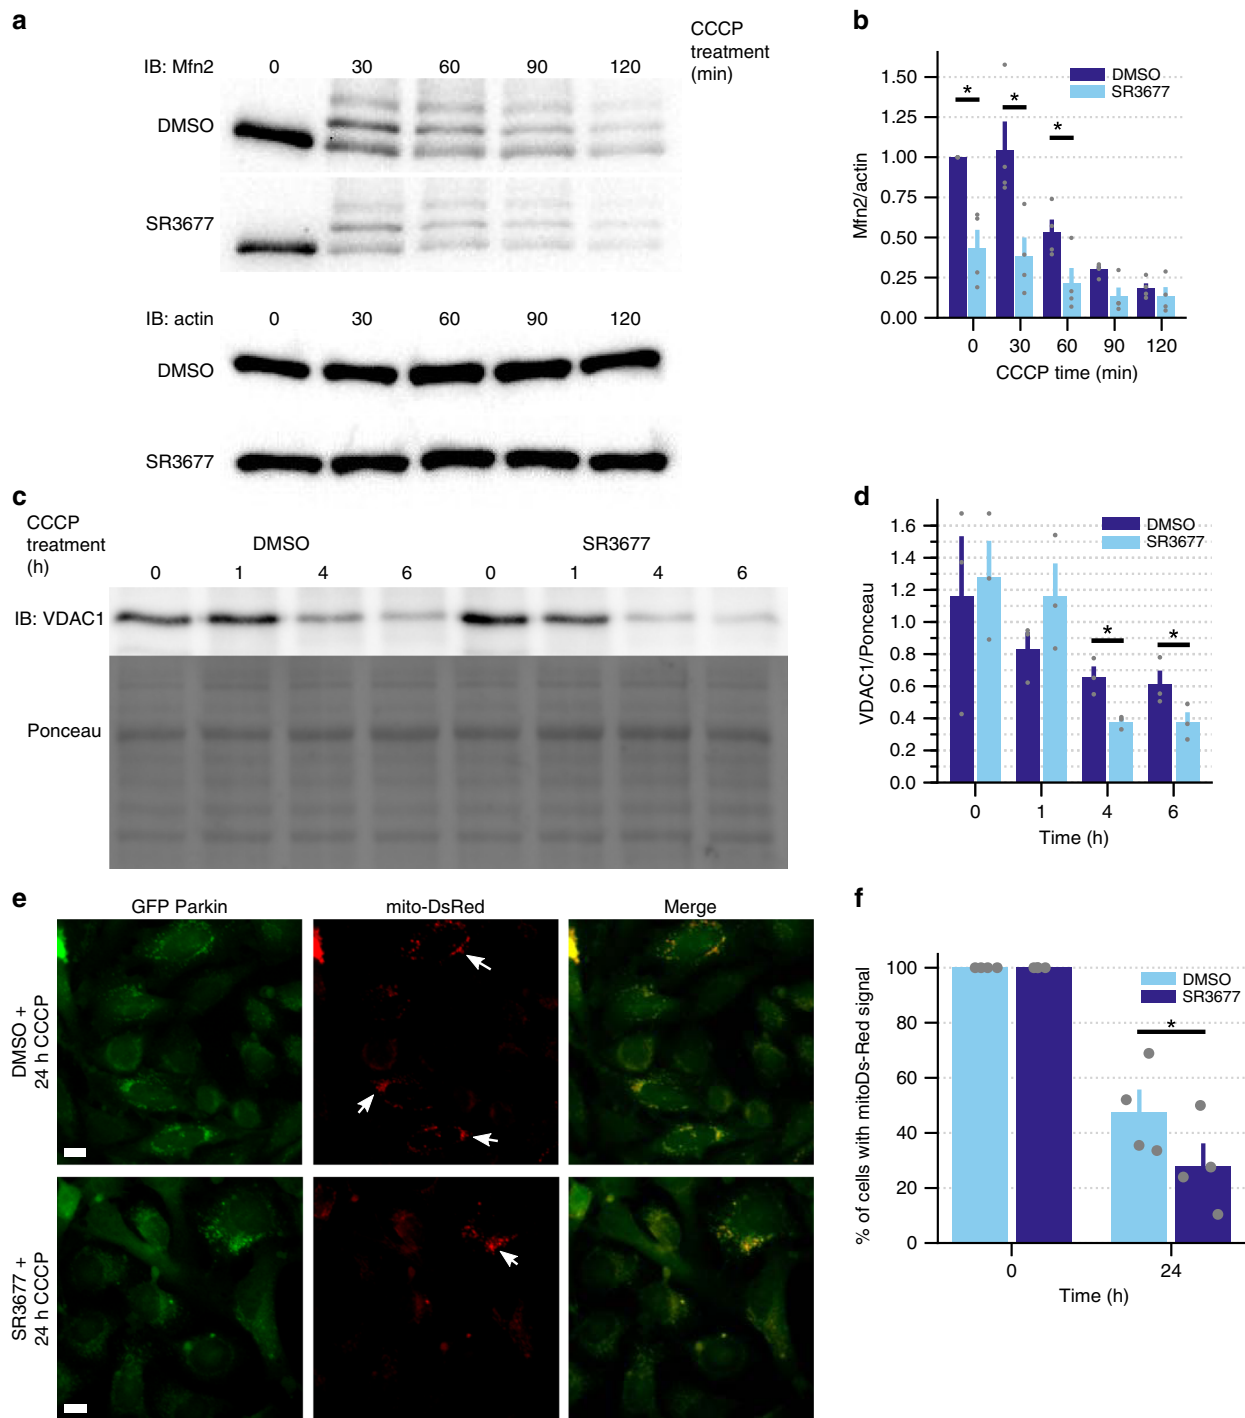 a
IB: Mfn2
0 30 60 90 120
CCCP
treatment
(min)
DMSO
SR3677
IB: actin
0 30 60 90 120
DMSO
SR3677
b
Mfn2/actin
1.50
1.25
1.00
0.75
0.50
0.25
0.00
DMSO
SR3677
* * *
0 30 60 90 120
CCCP time (min)
c
CCCP
treatment
(h)
DMSO SR3677
0 1 4 6 0 1 4 6
IB: VDAC1
Ponceau
d
VDAC1/Ponceau
1.6
1.4
1.2
1.0
0.8
0.6
0.4
0.2
0.0
DMSO
SR3677
* *
0 1 4 6
Time (h)
e
GFP Parkin mito-DsRed Merge
DMSO +
24 h CCCP
SR3677 +
24 h CCCP
f
% of cells with mitoDs-Red signal
100
80
60
40
20
0
DMSO
SR3677
*
0 24
Time (h)